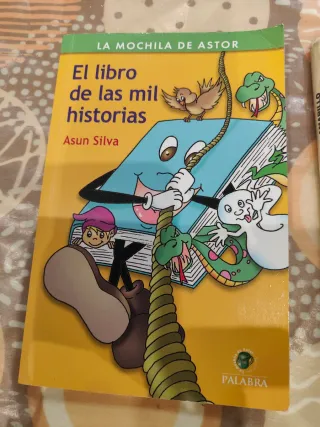 LA MOCHILA DE ASTOR
El libro
de las mil
historias
Asun Silva
PALABRA